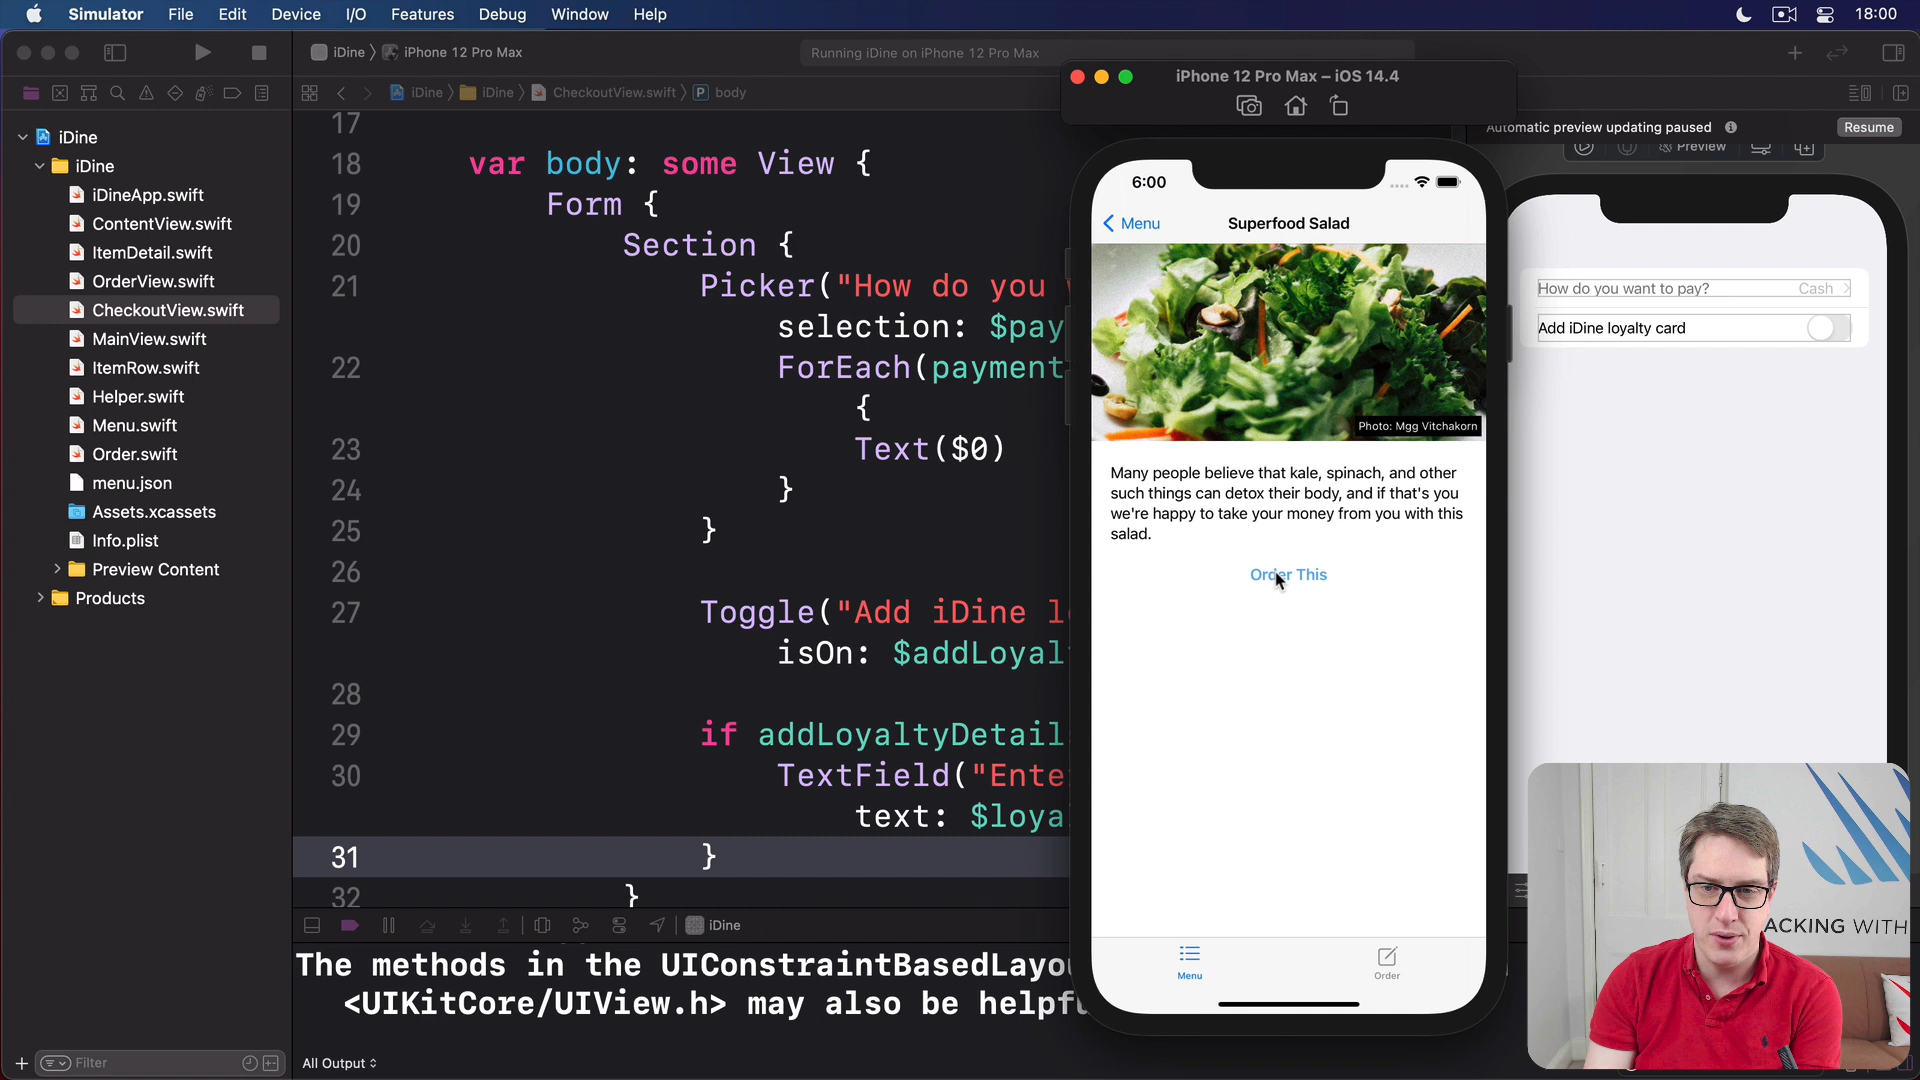 Simulator File Edit Device I/O Features Debug Window Help 18:00
iDine iPhone 12 Pro Max Running iDine on iPhone 12 Pro Max
iPhone 12 Pro Max – iOS 14.4
iDine iDine CheckoutView.swift P body
Automatic preview updating paused Resume
Preview
iDine
iDine
iDineApp.swift
ContentView.swift
ItemDetail.swift
OrderView.swift
CheckoutView.swift
MainView.swift
ItemRow.swift
Helper.swift
Menu.swift
Order.swift
menu.json
Assets.xcassets
Info.plist
Preview Content
Products
Filter
17
18 var body: some View {
19 Form {
20 Section {
21 Picker("How do you
selection: $pay
22 ForEach(payment
{
23 Text($0)
24 }
25 }
26
27 Toggle("Add iDine l
isOn: $addLoyal
28
29 if addLoyaltyDetail
30 TextField("Ente
text: $loya
31 }
32 }
iDine
The methods in the UIConstraintBasedLayou
<UIKitCore/UIView.h> may also be helpf
All Output
6:00
Menu Superfood Salad
Photo: Mgg Vitchakorn
Many people believe that kale, spinach, and other
such things can detox their body, and if that's you
we're happy to take your money from you with this
salad.
Order This
Menu Order
How do you want to pay? Cash
Add iDine loyalty card
ACKING WITH